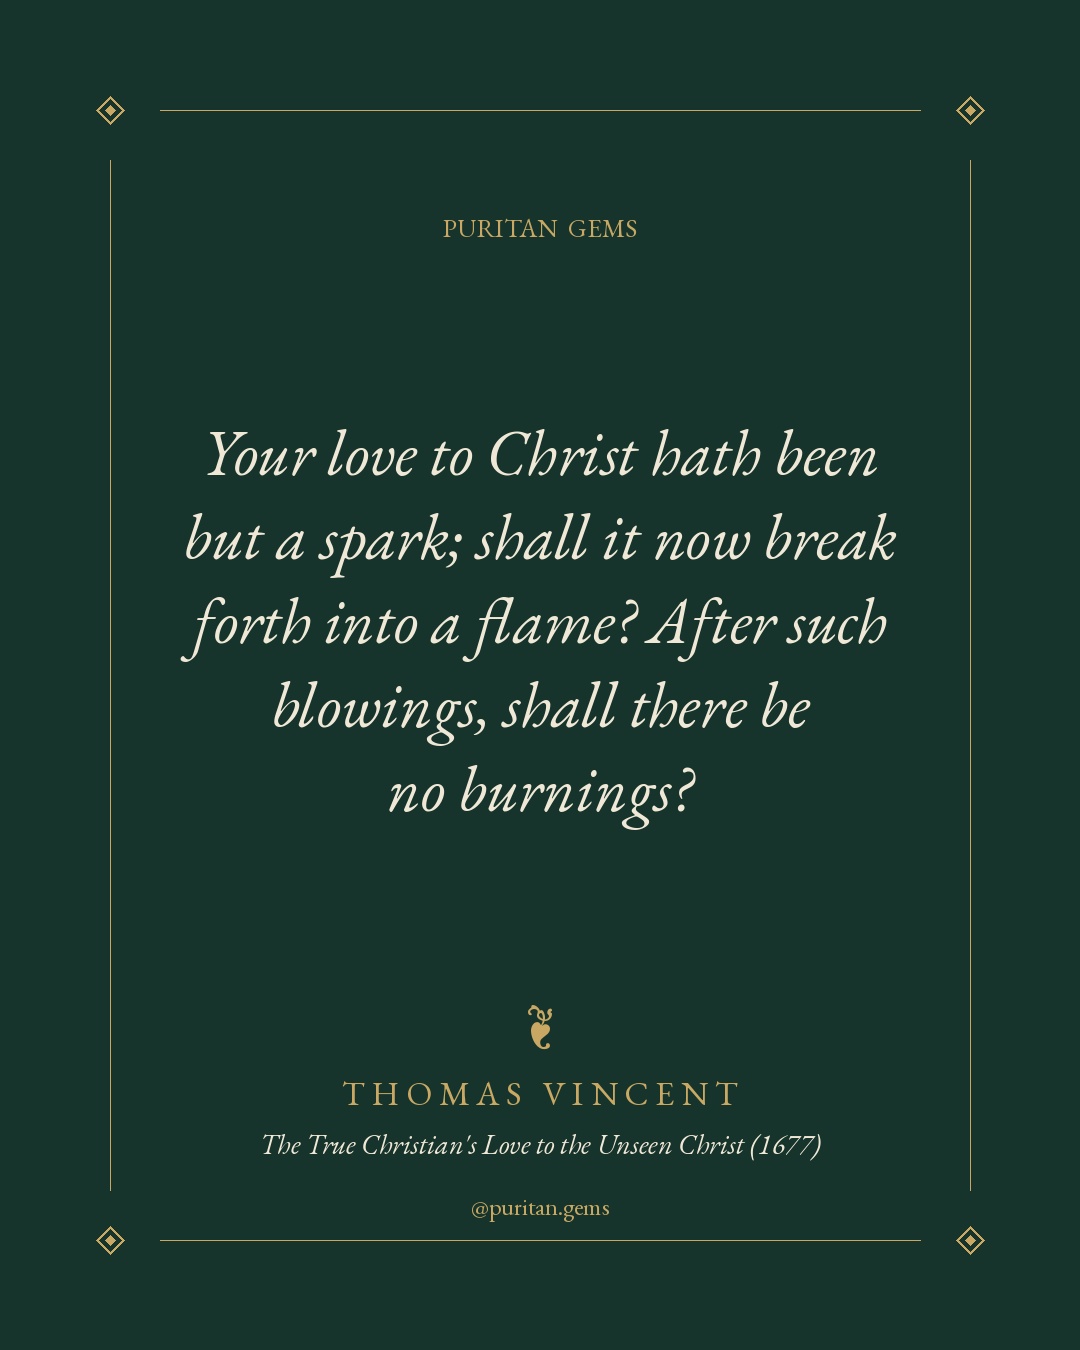 PURITAN GEMS
Your love to Christ hath been
but a spark; shall it now break
forth into a flame? After such
blowings, shall there be
no burnings?
THOMAS VINCENT
The True Christian's Love to the Unseen Christ (1677)
@puritan.gems